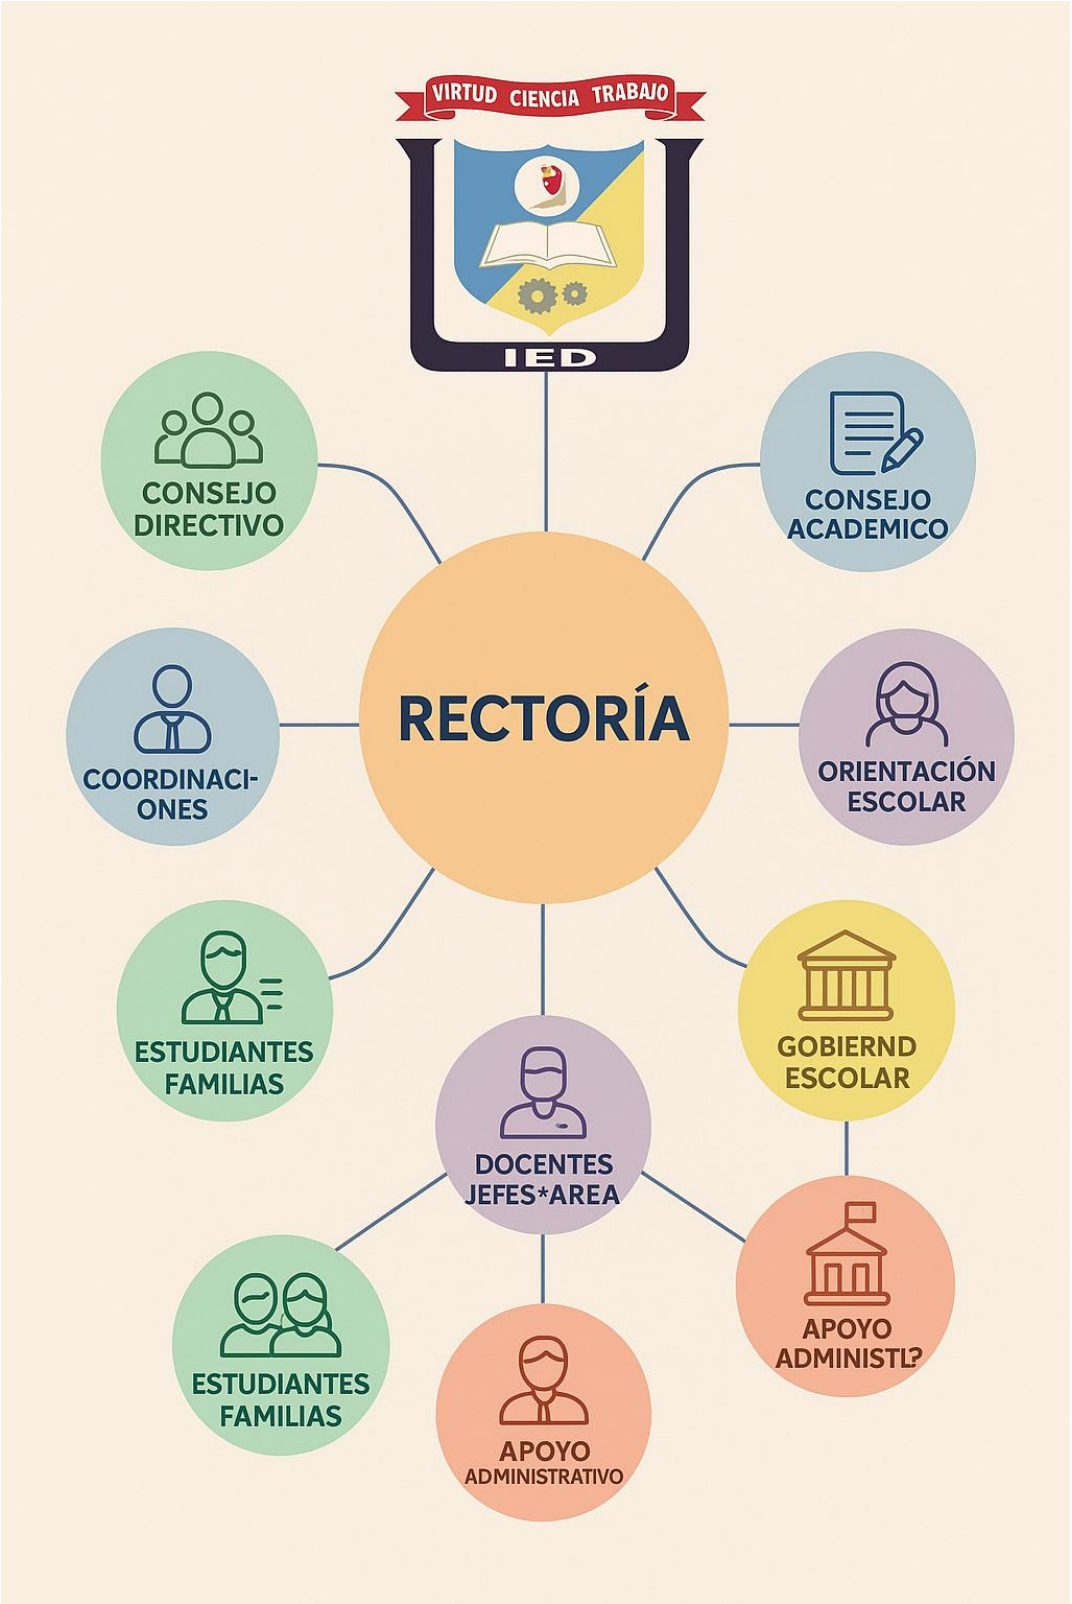 VIRTUD CIENCIA TRABAJO
IED
CONSEJO
DIRECTIVO
CONSEJO
ACADEMICO
RECTORÍA
COORDINACI-
ONES
ORIENTACIÓN
ESCOLAR
ESTUDIANTES
FAMILIAS
GOBIERND
ESCOLAR
DOCENTES
JEFES*AREA
ESTUDIANTES
FAMILIAS
APOYO
ADMINISTRATIVO
APOYO
ADMINISTL?